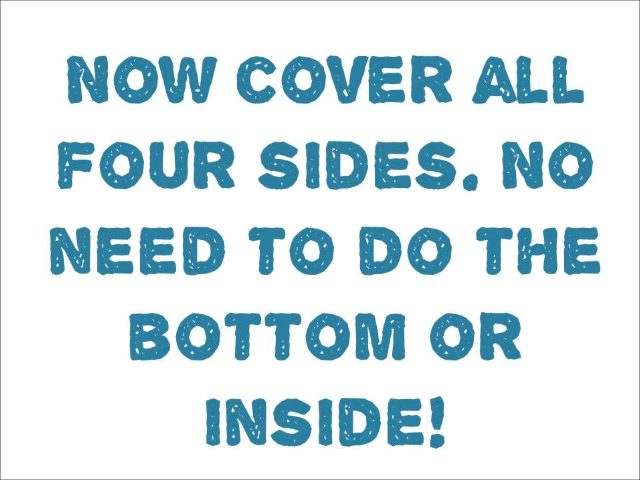 NOW COVER ALL
FOUR SIDES. NO
NEED TO DO THE
BOTTOM OR
INSIDE!